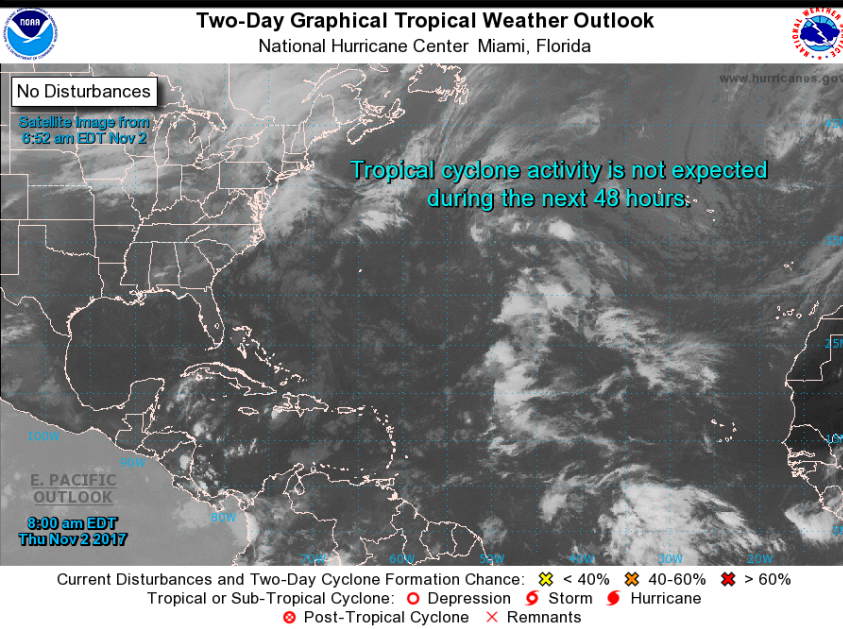 Two-Day Graphical Tropical Weather Outlook
National Hurricane Center Miami, Florida
NOAA
www.hurricanes.gov
No Disturbances
Satellite Image from
6:52 am EDT Nov 2
Tropical cyclone activity is not expected
during the next 48 hours.
35N
25N
15N
100W
90W
E. PACIFIC
OUTLOOK
80W
8:00 am EDT
Thu Nov 2 2017
70W 60W 50W 40W 30W 20W
Current Disturbances and Two-Day Cyclone Formation Chance: < 40% 40-60% > 60%
Tropical or Sub-Tropical Cyclone: Depression Storm Hurricane
Post-Tropical Cyclone Remnants